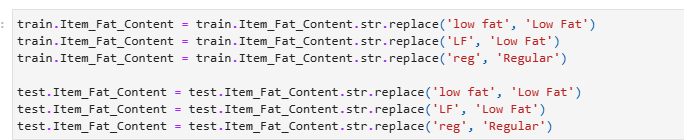 :
train.Item_Fat_Content = train.Item_Fat_Content.str.replace('low fat', 'Low Fat')
train.Item_Fat_Content = train.Item_Fat_Content.str.replace('LF', 'Low Fat')
train.Item_Fat_Content = train.Item_Fat_Content.str.replace('reg', 'Regular')
test.Item_Fat_Content = test.Item_Fat_Content.str.replace('low fat', 'Low Fat')
test.Item_Fat_Content = test.Item_Fat_Content.str.replace('LF', 'Low Fat')
test.Item_Fat_Content = test.Item_Fat_Content.str.replace('reg', 'Regular')